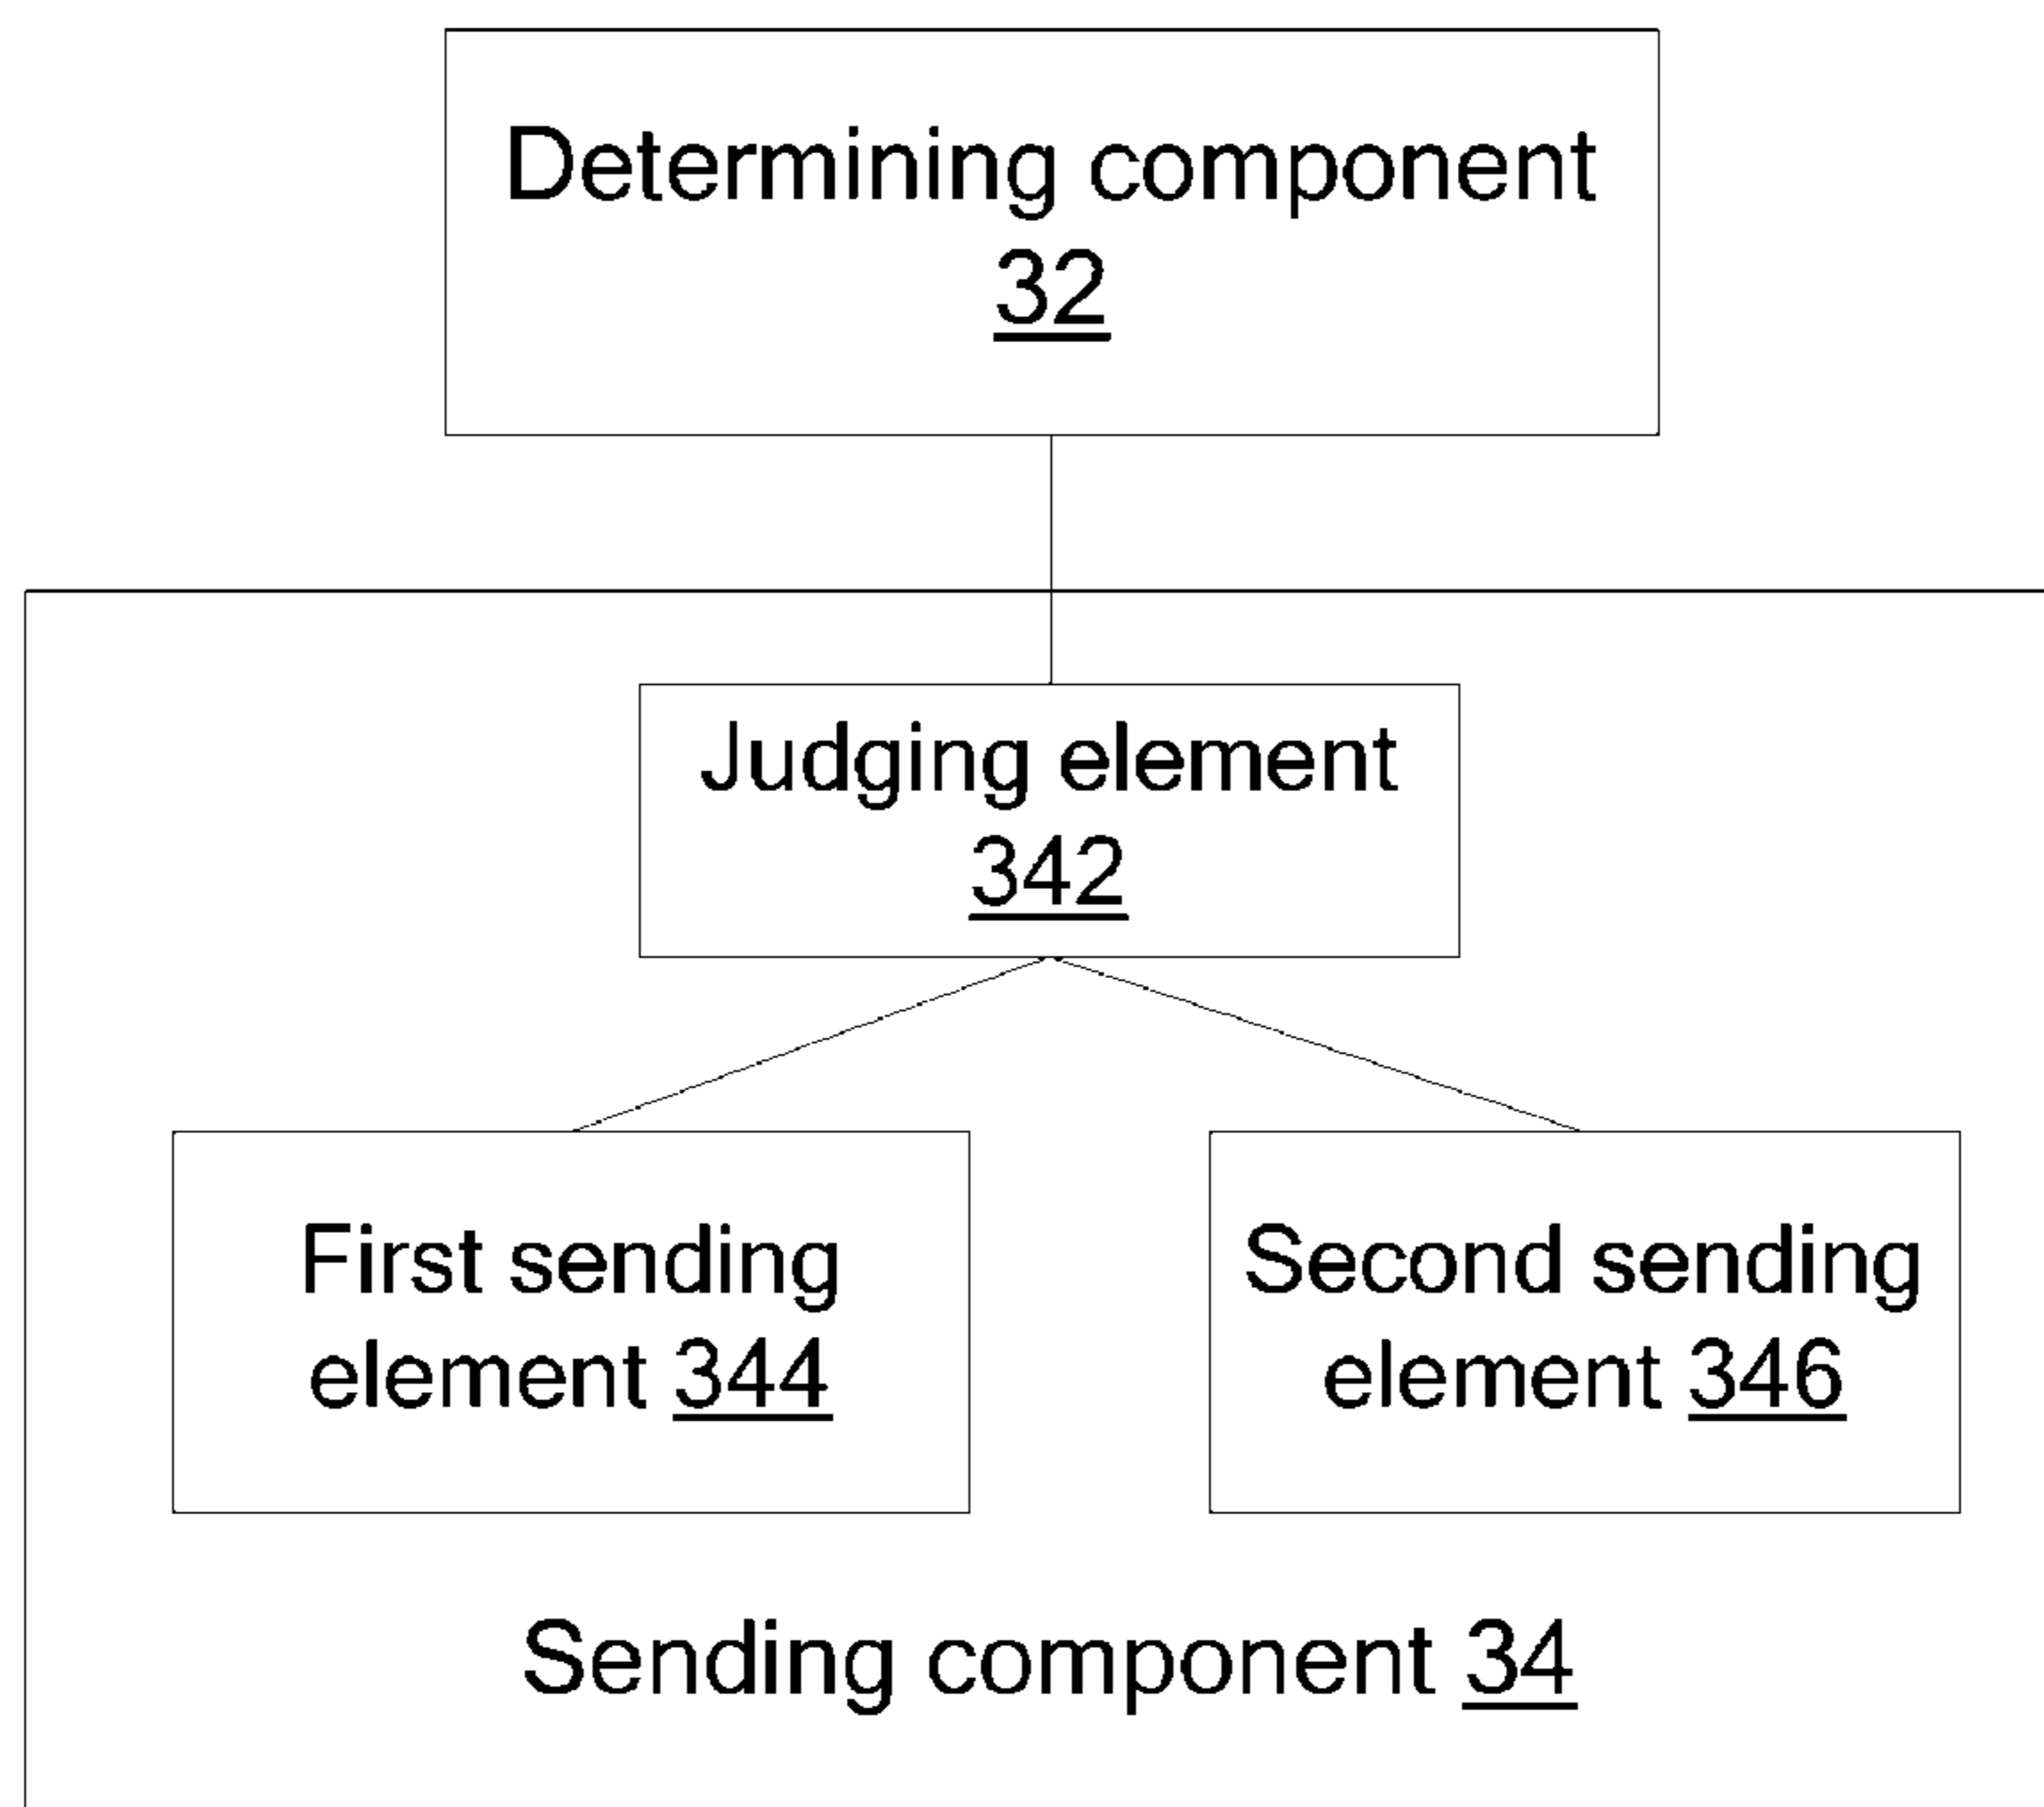 Determining component
32
Judging element
342
First sending
element 344
Second sending
element 346
Sending component 34